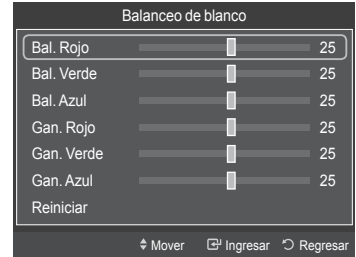 Balanceo de blanco
Bal. Rojo 25
Bal. Verde 25
Bal. Azul 25
Gan. Rojo 25
Gan. Verde 25
Gan. Azul 25
Reiniciar
Mover Ingresar Regresar